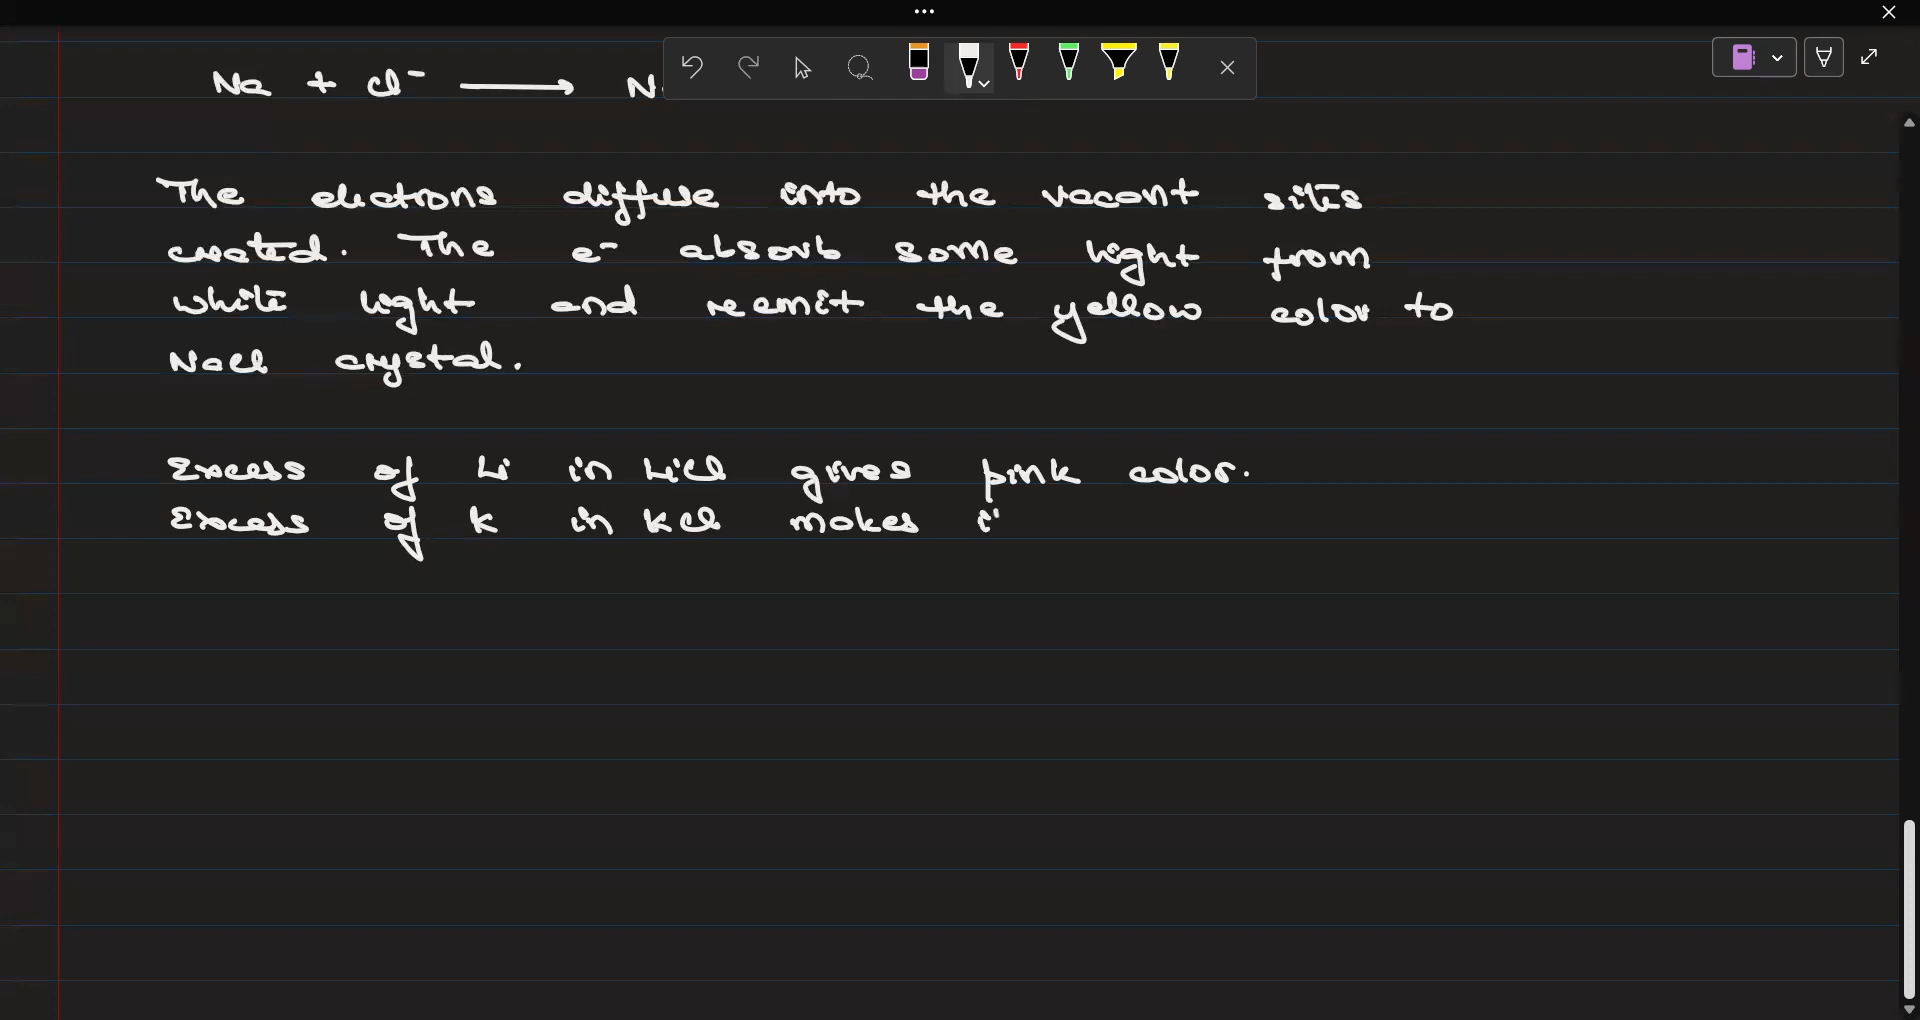 Na + Cl⁻ ⟶ N
The electrons diffuse into the vacant sites
created. The e⁻ absorb some light from
white light and remit the yellow color to
NaCl crystal.
Excess of Li in LiCl gives pink color.
Excess of K in KCl makes i